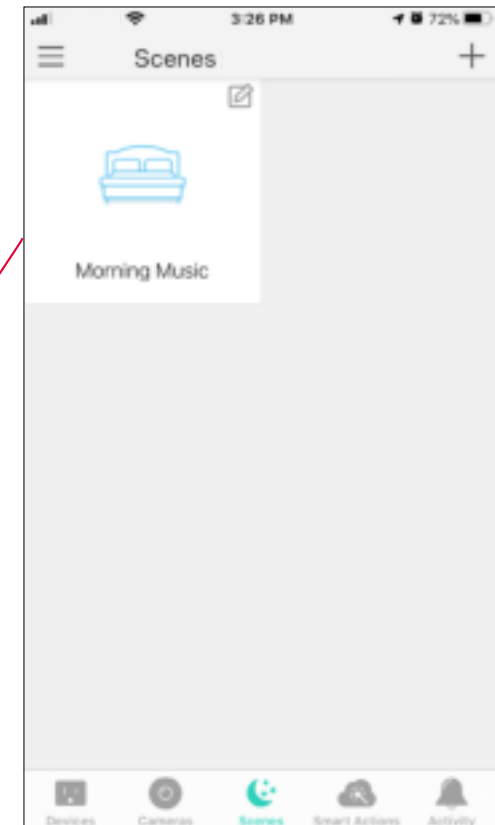 3:26 PM 72%
Scenes
Morning Music
Devices Cameras Scenes Smart Actions Activity